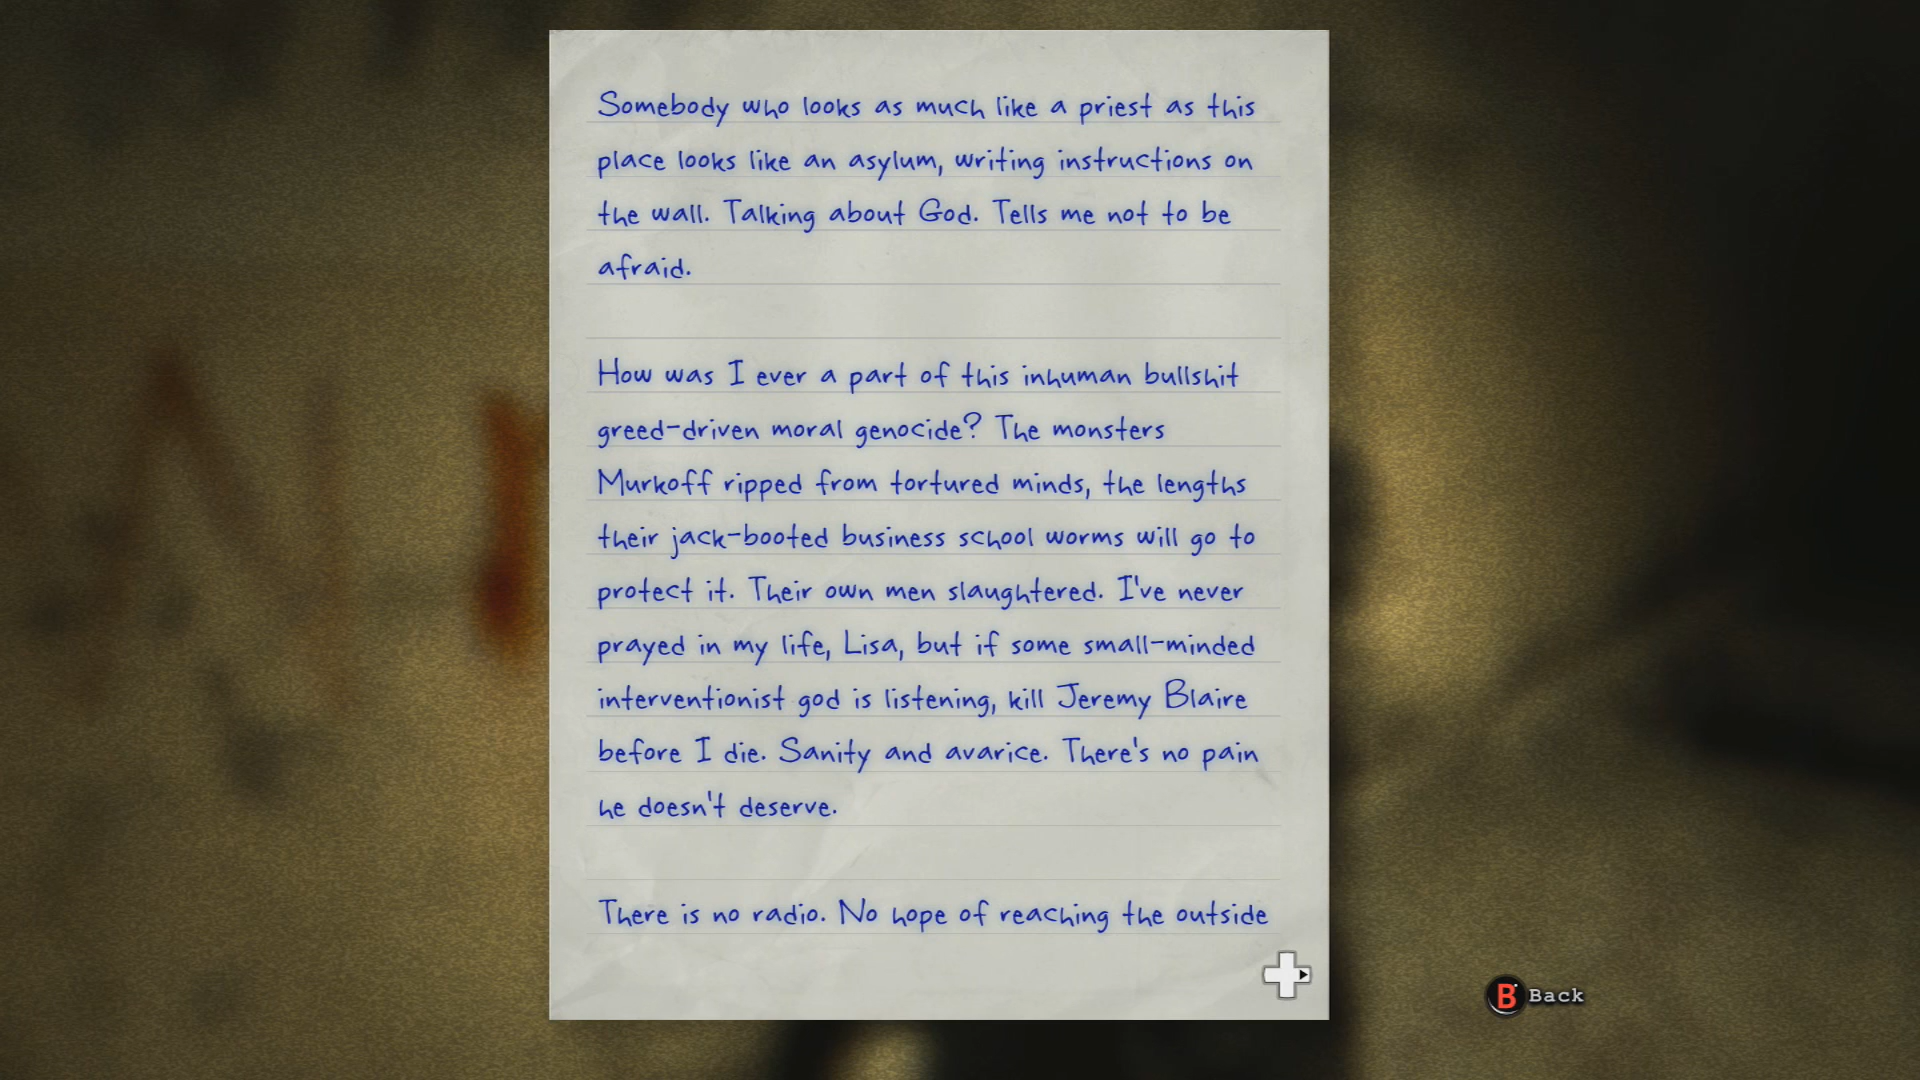 Somebody who looks as much like a priest as this
place looks like an asylum, writing instructions on
the wall. Talking about God. Tells me not to be
afraid.
How was I ever a part of this inhuman bullshit
greed-driven moral genocide? The monsters
Murkoff ripped from tortured minds, the lengths
their jack-booted business school worms will go to
protect it. Their own men slaughtered. I've never
prayed in my life, Lisa, but if some small-minded
interventionist god is listening, kill Jeremy Blaire
before I die. Sanity and avarice. There's no pain
he doesn't deserve.
There is no radio. No hope of reaching the outside
B Back